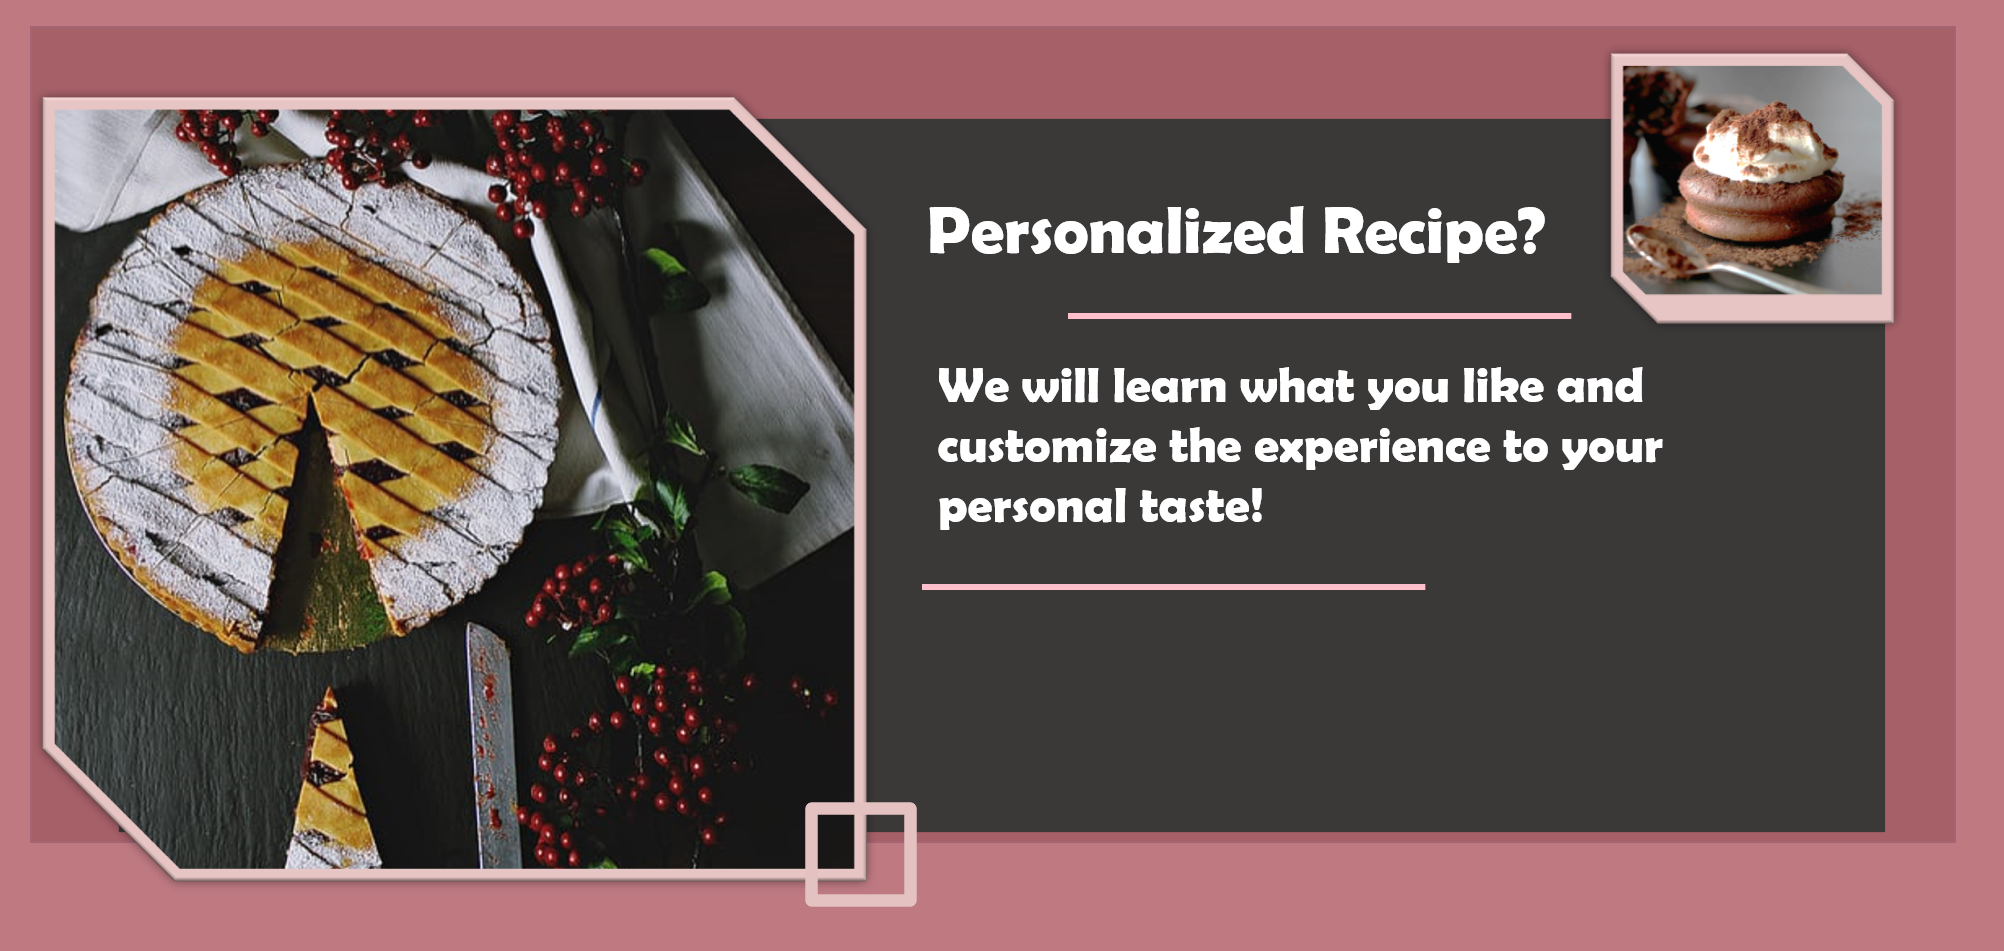 Personalized Recipe?
We will learn what you like and
customize the experience to your
personal taste!